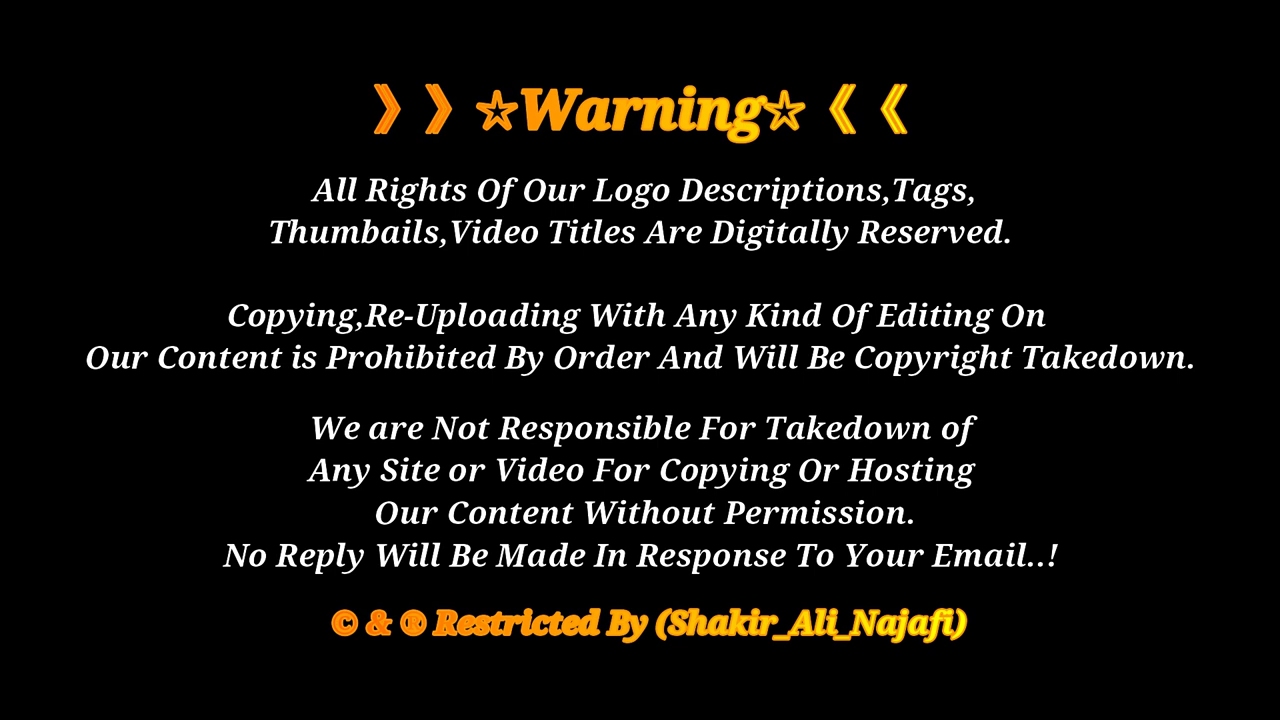 》》☆Warning☆《《
All Rights Of Our Logo Descriptions,Tags,
Thumbails,Video Titles Are Digitally Reserved.
Copying,Re-Uploading With Any Kind Of Editing On
Our Content is Prohibited By Order And Will Be Copyright Takedown.
We are Not Responsible For Takedown of
Any Site or Video For Copying Or Hosting
Our Content Without Permission.
No Reply Will Be Made In Response To Your Email..!
© & ® Restricted By (Shakir_Ali_Najafi)